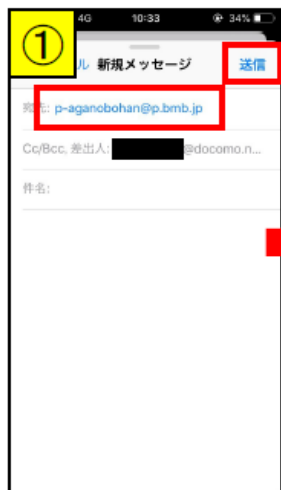 ①
4G 10:33 34%
ル 新規メッセージ 送信
宛先: p-aganobohan@p.bmb.jp
Cc/Bcc, 差出人: @docomo.n...
件名: